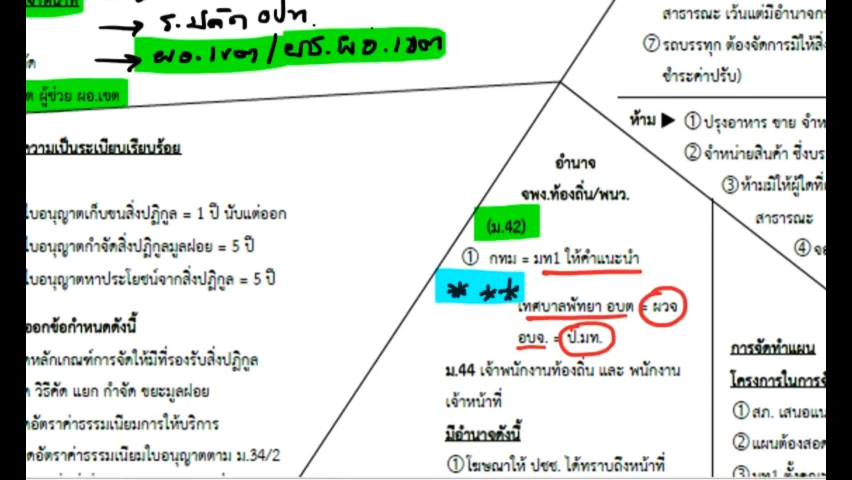 → ร.ปลัด อปท.
→ ผอ.เขต / ผช.ผอ.เขต
ผู้ช่วย ผอ.เขต
ความเป็นระเบียบเรียบร้อย
ใบอนุญาตเก็บขนสิ่งปฏิกูล = 1 ปี นับแต่ออก
ใบอนุญาตกำจัดสิ่งปฏิกูลมูลฝอย = 5 ปี
ใบอนุญาตหาประโยชน์จากสิ่งปฏิกูล = 5 ปี
ออกข้อกำหนดดังนี้
หลักเกณฑ์การจัดให้มีที่รองรับสิ่งปฏิกูล
วิธีคัด แยก กำจัด ขยะมูลฝอย
อัตราค่าธรรมเนียมการให้บริการ
อัตราค่าธรรมเนียมใบอนุญาตตาม ม.34/2
อำนาจ
จพง.ท้องถิ่น/พนว.
(ม.42)
① กทม = มท1 ให้คำแนะนำ
* * *
เทศบาลพัทยา อบต = ผวจ
อบจ. = ป.มท.
ม.44 เจ้าพนักงานท้องถิ่น และ พนักงาน
เจ้าหน้าที่
มีอำนาจดังนี้
① โฆษณาให้ ปชช. ได้ทราบถึงหน้าที่
สาธารณะ เว้นแต่มีอำนาจ
⑦ รถบรรทุก ต้องจัดการมิให้
ชำระค่าปรับ)
ห้าม ▶ ① ปรุงอาหาร ขาย
② จำหน่ายสินค้า ซึ่ง
③ ห้ามมิให้ผู้ใด
สาธารณะ
④
การจัดทำแผน
โครงการในการ
① สภ. เสนอ
② แผนต้อง
③ มท1